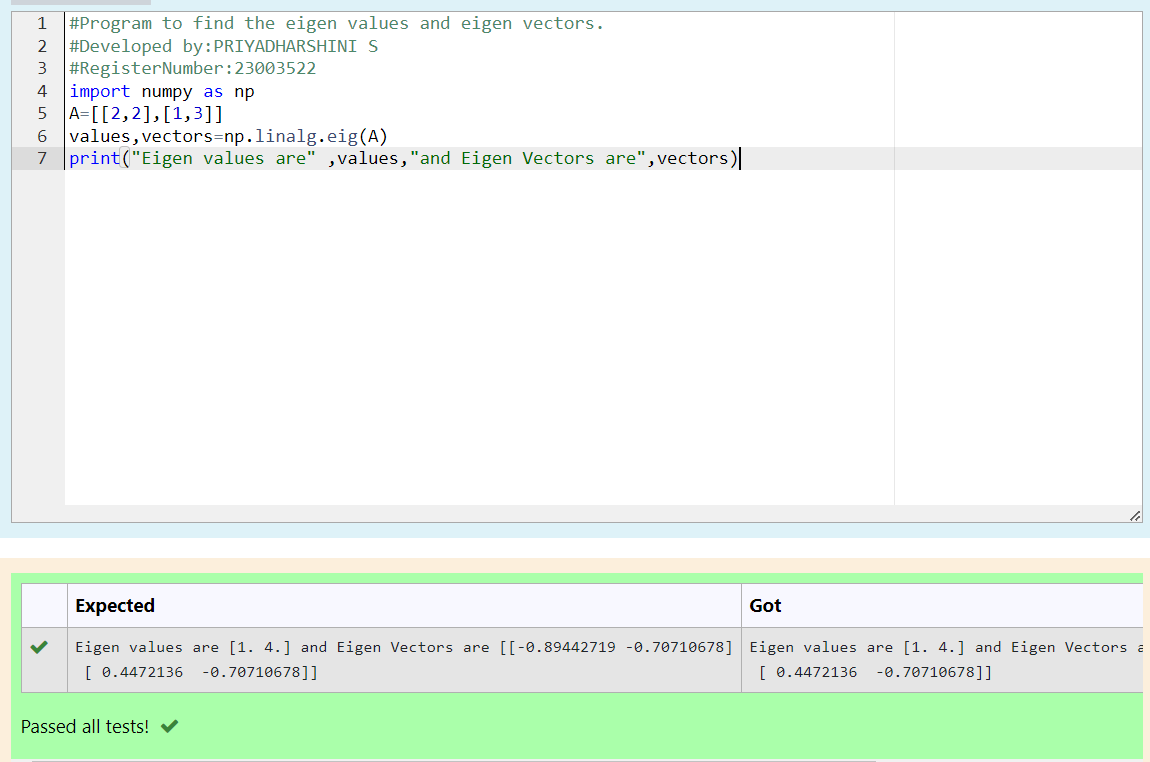 1 #Program to find the eigen values and eigen vectors.
2 #Developed by:PRIYADHARSHINI S
3 #RegisterNumber:23003522
4 import numpy as np
5 A=[[2,2],[1,3]]
6 values,vectors=np.linalg.eig(A)
7 print("Eigen values are" ,values,"and Eigen Vectors are",vectors)
Expected Got
Eigen values are [1. 4.] and Eigen Vectors are [[-0.89442719 -0.70710678] Eigen values are [1. 4.] and Eigen Vectors a
[ 0.4472136  -0.70710678]] [ 0.4472136  -0.70710678]]
Passed all tests!